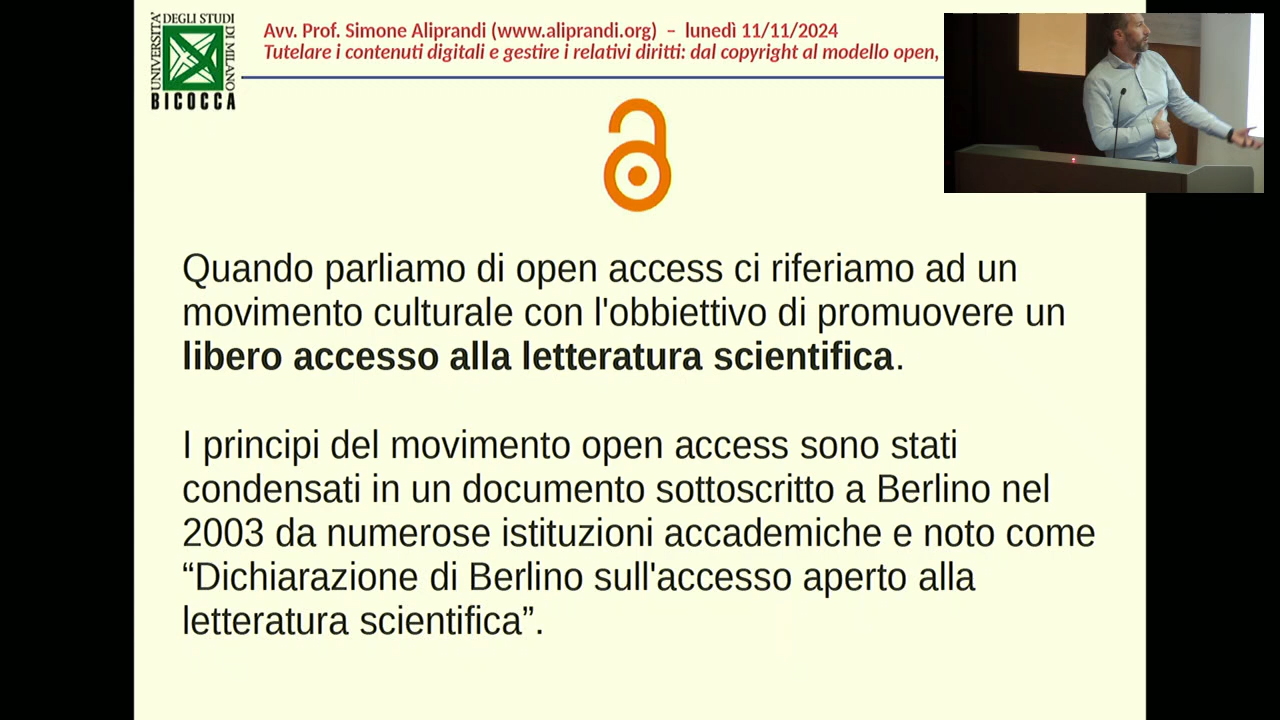 UNIVERSITA' DEGLI STUDI DI MILANO
BICOCCA
Avv. Prof. Simone Aliprandi (www.aliprandi.org) – lunedì 11/11/2024
Tutelare i contenuti digitali e gestire i relativi diritti: dal copyright al modello open,
Quando parliamo di open access ci riferiamo ad un
movimento culturale con l'obbiettivo di promuovere un
libero accesso alla letteratura scientifica.
I principi del movimento open access sono stati
condensati in un documento sottoscritto a Berlino nel
2003 da numerose istituzioni accademiche e noto come
“Dichiarazione di Berlino sull'accesso aperto alla
letteratura scientifica”.